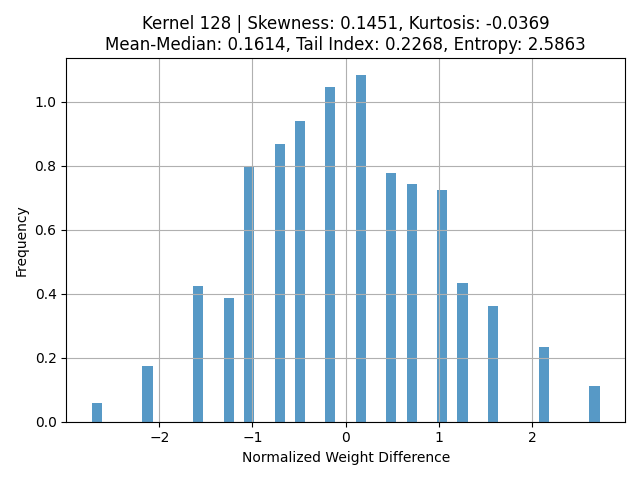 Kernel 128 | Skewness: 0.1451, Kurtosis: -0.0369
Mean-Median: 0.1614, Tail Index: 0.2268, Entropy: 2.5863
Frequency
1.0
0.8
0.6
0.4
0.2
0.0
−2
−1
0
1
2
Normalized Weight Difference